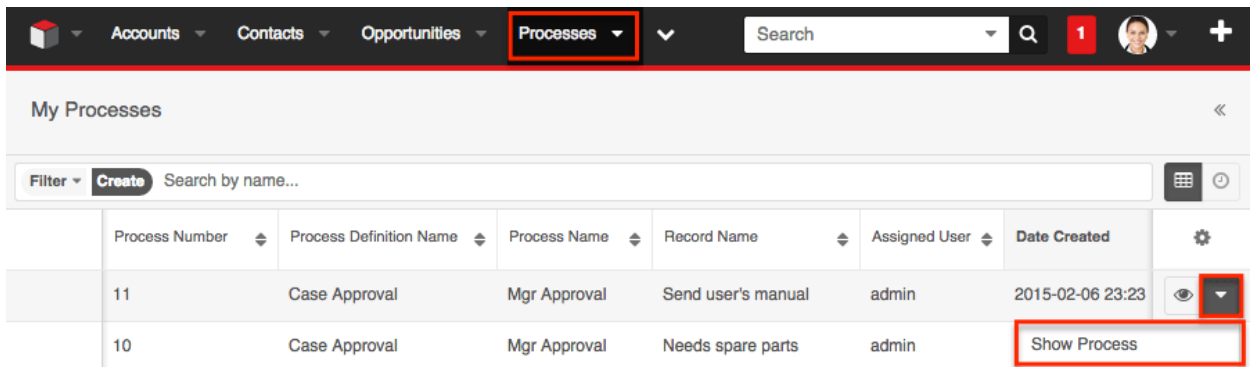 Accounts Contacts Opportunities Processes Search 1
My Processes
Filter Create Search by name...
Process Number Process Definition Name Process Name Record Name Assigned User Date Created
11 Case Approval Mgr Approval Send user's manual admin 2015-02-06 23:23
10 Case Approval Mgr Approval Needs spare parts admin Show Process